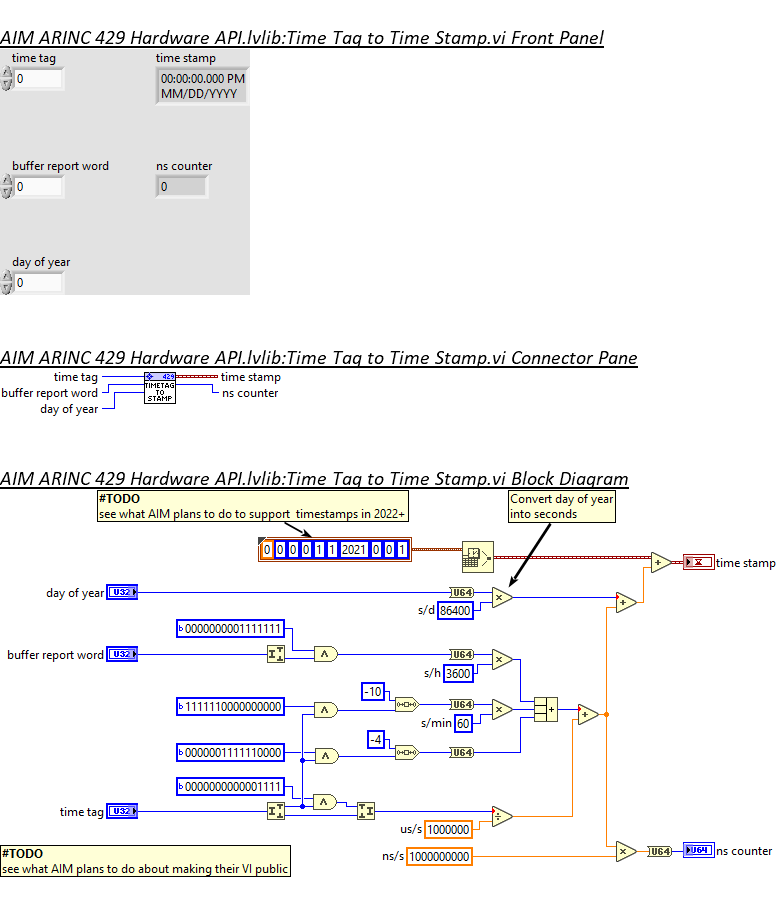 AIM ARINC 429 Hardware API.lvlib:Time Tag to Time Stamp.vi Front Panel
time tag
time stamp
0
00:00:00.000 PM
MM/DD/YYYY
buffer report word
ns counter
0
0
day of year
0
AIM ARINC 429 Hardware API.lvlib:Time Tag to Time Stamp.vi Connector Pane
time tag
429
time stamp
buffer report word
TIMETAG
ns counter
TO
day of year
STAMP
AIM ARINC 429 Hardware API.lvlib:Time Tag to Time Stamp.vi Block Diagram
#TODO
see what AIM plans to do to support timestamps in 2022+
Convert day of year
into seconds
0 0 0 0 1 1 2021 0 0 1
time stamp
day of year
U32
U64
s/d 86400
0000000001111111
buffer report word
U32
U64
s/h 3600
-10
1111110000000000
U64
s/min 60
-4
0000001111110000
U64
0000000000001111
time tag
U32
us/s 1000000
#TODO
see what AIM plans to do about making their VI public
ns/s 1000000000
U64
U64
ns counter